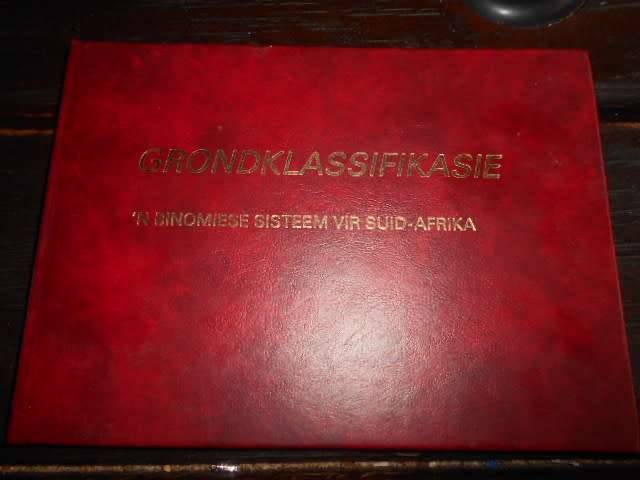 GRONDKLASSIFIKASIE
'N BINOMIESE SISTEEM VIR SUID-AFRIKA